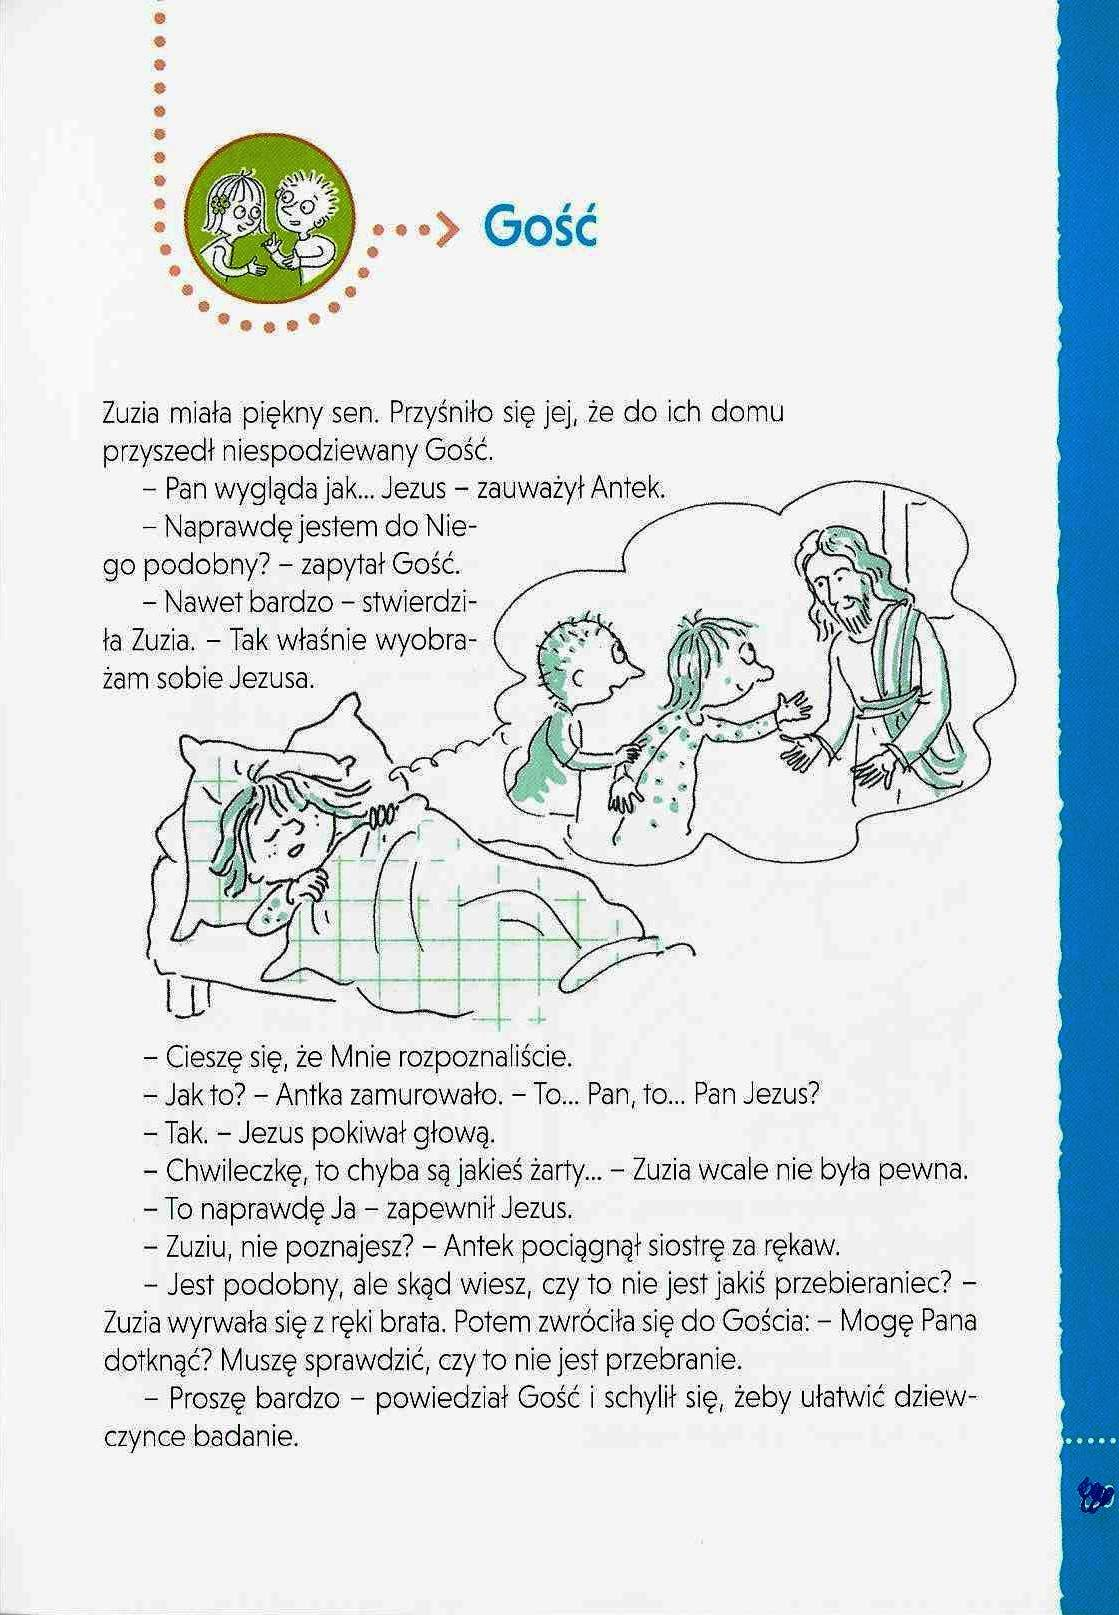 Gość
Zuzia miała piękny sen. Przyśniło się jej, że do ich domu
przyszedł niespodziewany Gość.
– Pan wygląda jak... Jezus – zauważył Antek.
– Naprawdę jestem do Nie-
go podobny? – zapytał Gość.
– Nawet bardzo – stwierdzi-
ła Zuzia. – Tak właśnie wyobra-
żam sobie Jezusa.
– Cieszę się, że Mnie rozpoznaliście.
– Jak to? – Antka zamurowało. – To... Pan, to... Pan Jezus?
– Tak. – Jezus pokiwał głową.
– Chwileczkę, to chyba są jakieś żarty... – Zuzia wcale nie była pewna.
– To naprawdę Ja – zapewnił Jezus.
– Zuziu, nie poznajesz? – Antek pociągnął siostrę za rękaw.
– Jest podobny, ale skąd wiesz, czy to nie jest jakiś przebieraniec? –
Zuzia wyrwała się z ręki brata. Potem zwróciła się do Gościa: – Mogę Pana
dotknąć? Muszę sprawdzić, czy to nie jest przebranie.
– Proszę bardzo – powiedział Gość i schylił się, żeby ułatwić dziew-
czynce badanie.